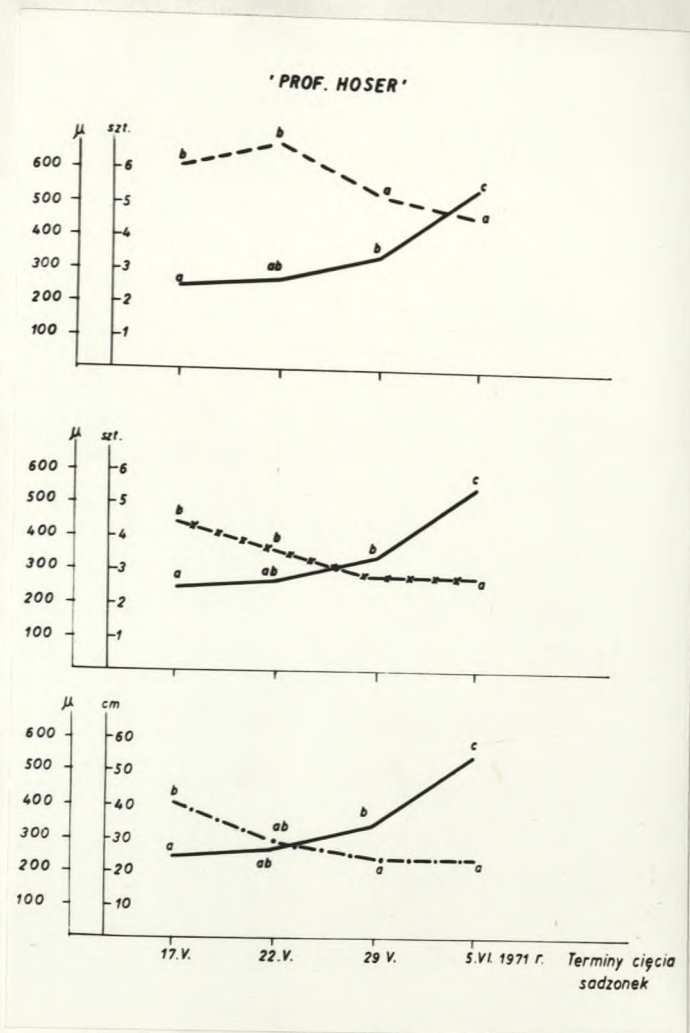 'PROF. HOSER'
μ szt.
b b
600 6
500 5 a c
400 4 a
300 3 a ab b
200 2
100 1
μ szt.
600 6 c
500 5
b
400 4 b b
300 3 a ab
200 2 a
100 1
μ cm
600 60 c
500 50
b
400 40 ab b
300 30
a ab
200 20 a a
100 10
17.V. 22.V. 29 V. 5.VI. 1971 r. Terminy cięcia
sadzonek